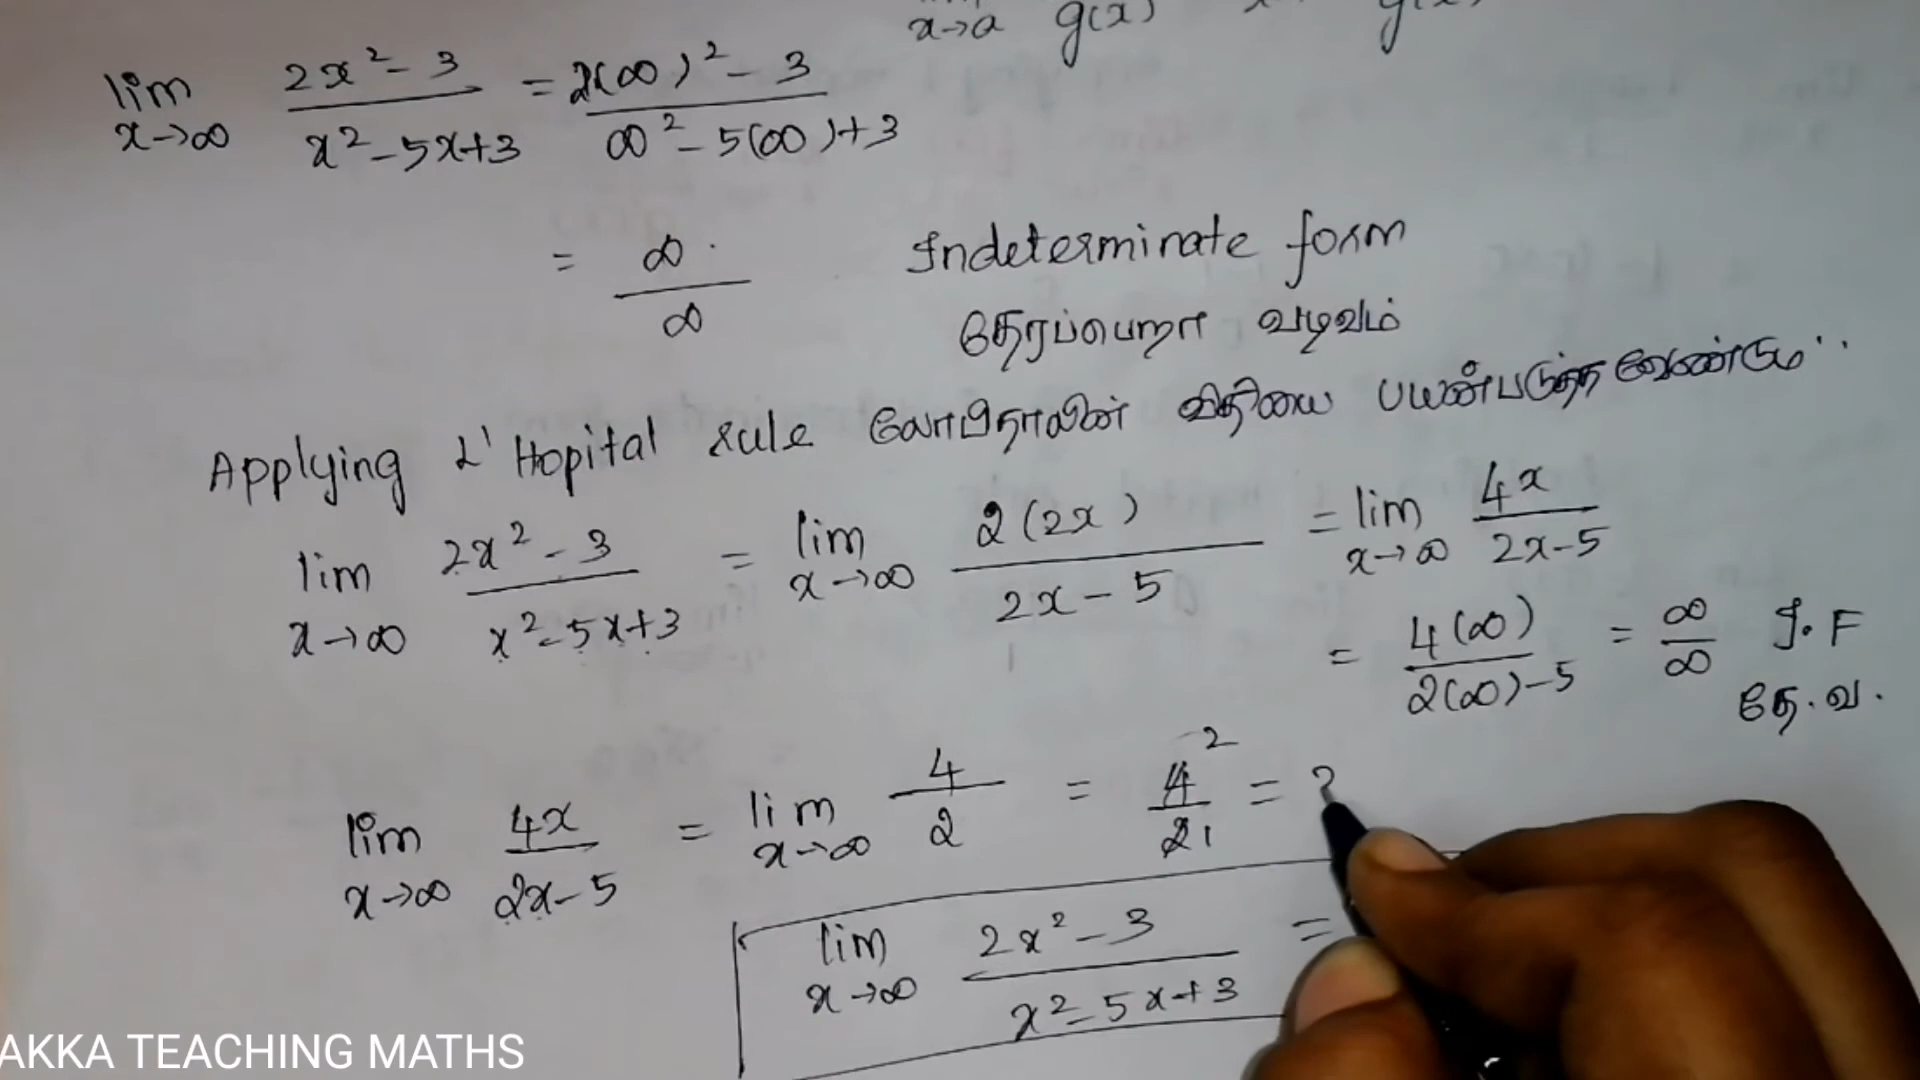 x→a g(x) g(x)
lim x→∞ (2x² - 3)/(x² - 5x + 3) = (2(∞)² - 3)/(∞² - 5(∞) + 3)
= ∞/∞ Indeterminate form
தேரப்பெறா வடிவம்
Applying L'Hopital rule லோபிதாலின் விதியை பயன்படுத்த வேண்டும்
lim x→∞ (2x² - 3)/(x² - 5x + 3) = lim x→∞ 2(2x)/(2x - 5) = lim x→∞ 4x/(2x - 5)
= 4(∞)/(2(∞) - 5) = ∞/∞ I.F
தே.வ.
lim x→∞ 4x/(2x - 5) = lim x→∞ 4/2 = 4 2/2 1 =
lim x→∞ (2x² - 3)/(x² - 5x + 3) =
AKKA TEACHING MATHS